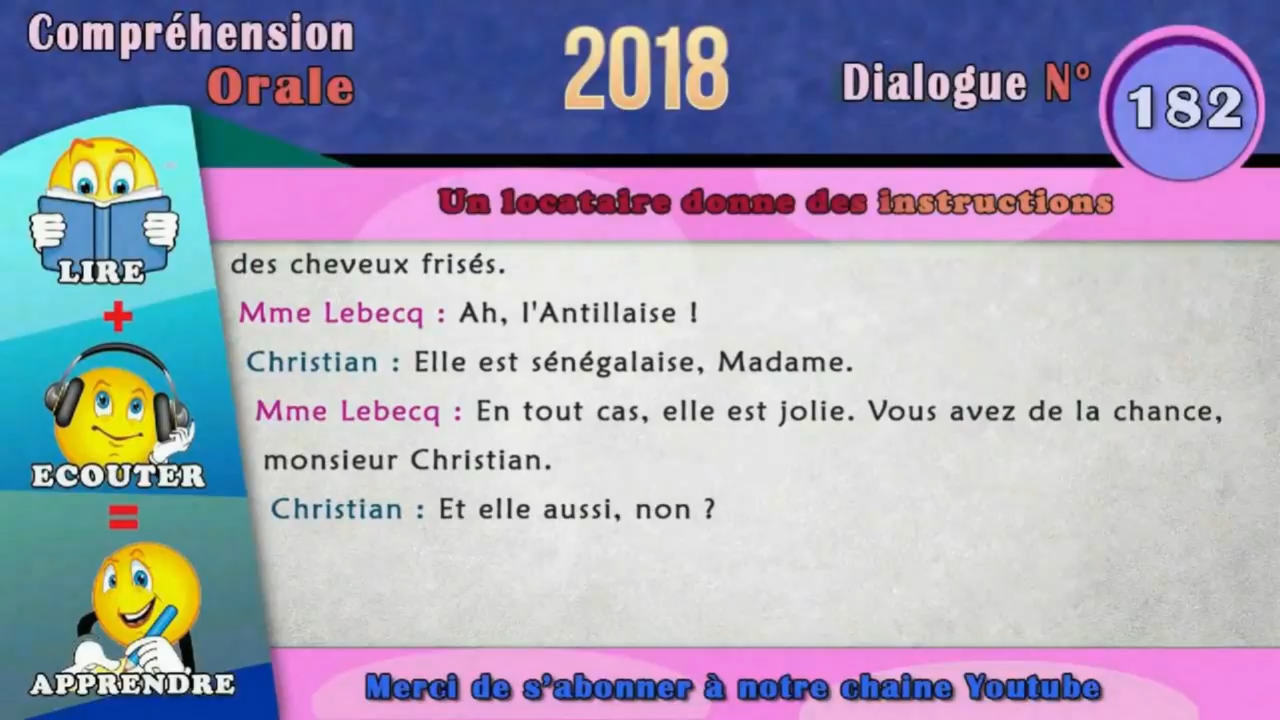 Compréhension
Orale
2018
Dialogue N°
182
Un locataire donne des instructions
des cheveux frisés.
Mme Lebecq : Ah, l'Antillaise !
Christian : Elle est sénégalaise, Madame.
Mme Lebecq : En tout cas, elle est jolie. Vous avez de la chance,
monsieur Christian.
Christian : Et elle aussi, non ?
LIRE
+
ECOUTER
=
APPRENDRE
Merci de s'abonner à notre chaine Youtube